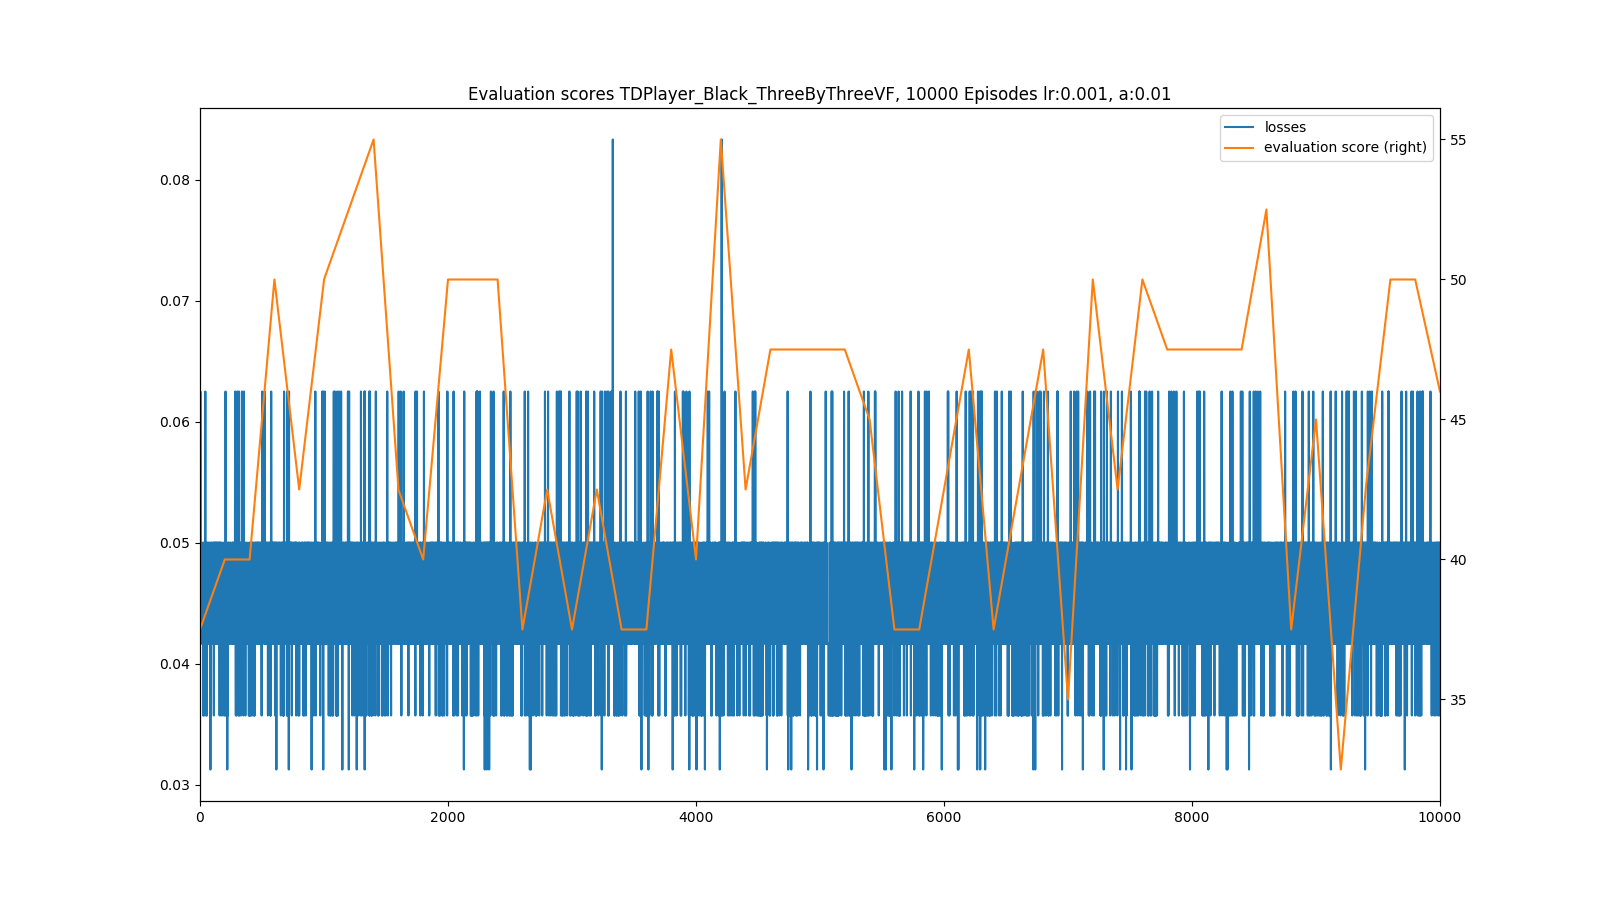 Evaluation scores TDPlayer_Black_ThreeByThreeVF, 10000 Episodes lr:0.001, a:0.01
losses
evaluation score (right)
0.08
0.07
0.06
0.05
0.04
0.03
55
50
45
40
35
0 2000 4000 6000 8000 10000